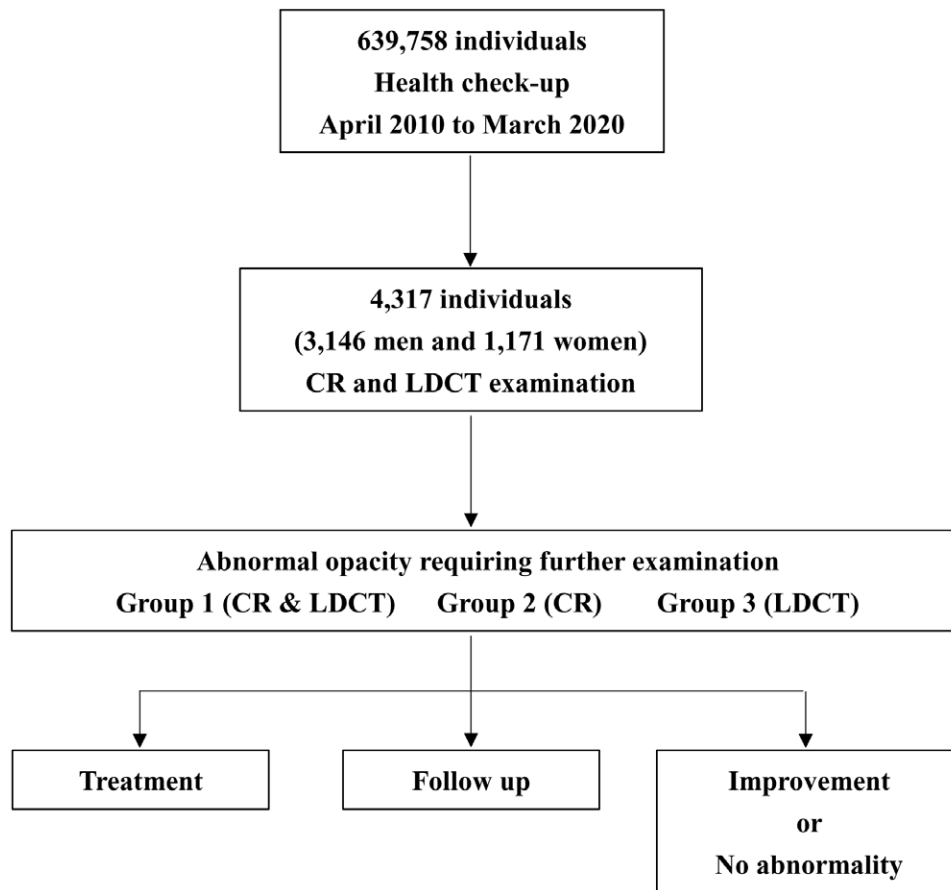 639,758 individuals
Health check-up
April 2010 to March 2020
4,317 individuals
(3,146 men and 1,171 women)
CR and LDCT examination
Abnormal opacity requiring further examination
Group 1 (CR & LDCT) Group 2 (CR) Group 3 (LDCT)
Treatment
Follow up
Improvement
or
No abnormality